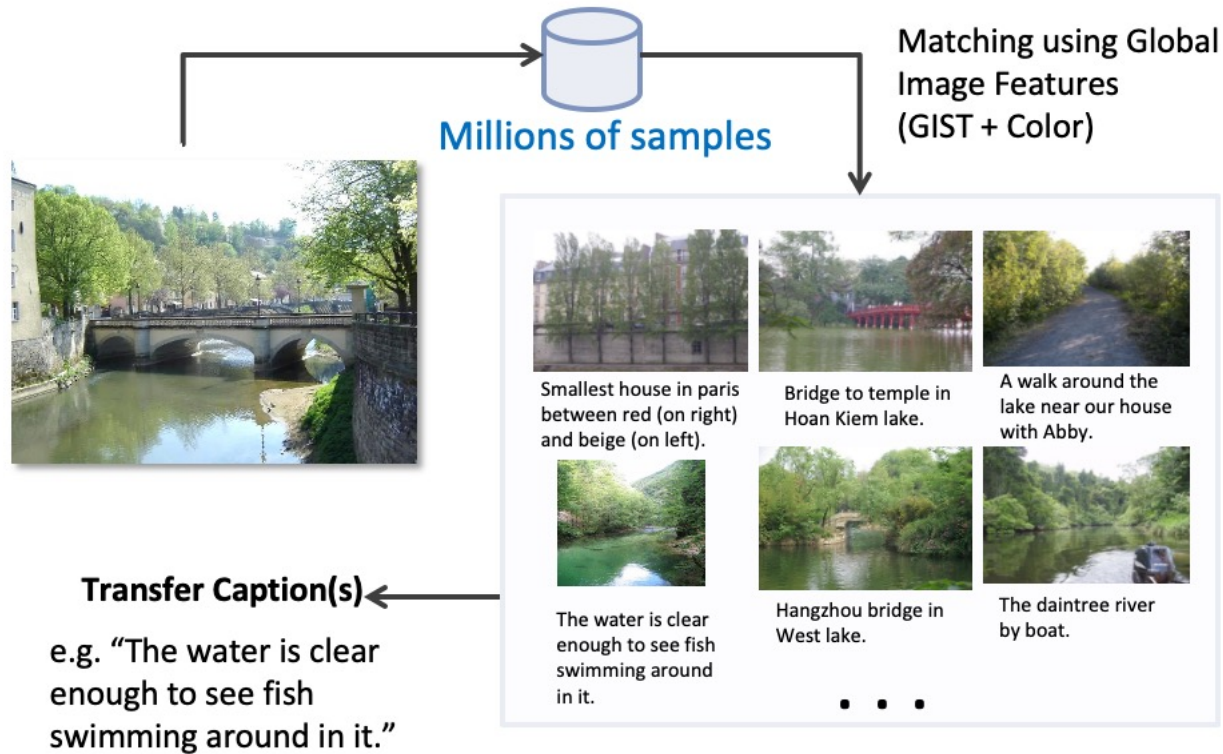 Millions of samples
Matching using Global
Image Features
(GIST + Color)
Smallest house in paris
between red (on right)
and beige (on left).
Bridge to temple in
Hoan Kiem lake.
A walk around the
lake near our house
with Abby.
The water is clear
enough to see fish
swimming around
in it.
Hangzhou bridge in
West lake.
The daintree river
by boat.
. . .
Transfer Caption(s)
e.g. “The water is clear
enough to see fish
swimming around in it.”